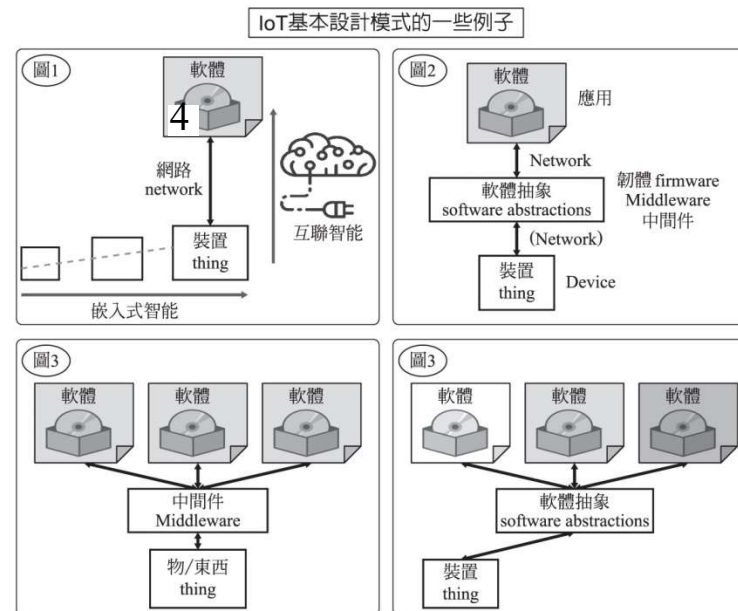 IoT基本設計模式的一些例子
圖1
軟體
4
網路
network
裝置
thing
互聯智能
嵌入式智能
圖2
軟體
應用
Network
軟體抽象
software abstractions
韌體 firmware
Middleware
中間件
(Network)
裝置
thing
Device
圖3
軟體
軟體
軟體
中間件
Middleware
物/東西
thing
圖3
軟體
軟體
軟體
軟體抽象
software abstractions
裝置
thing